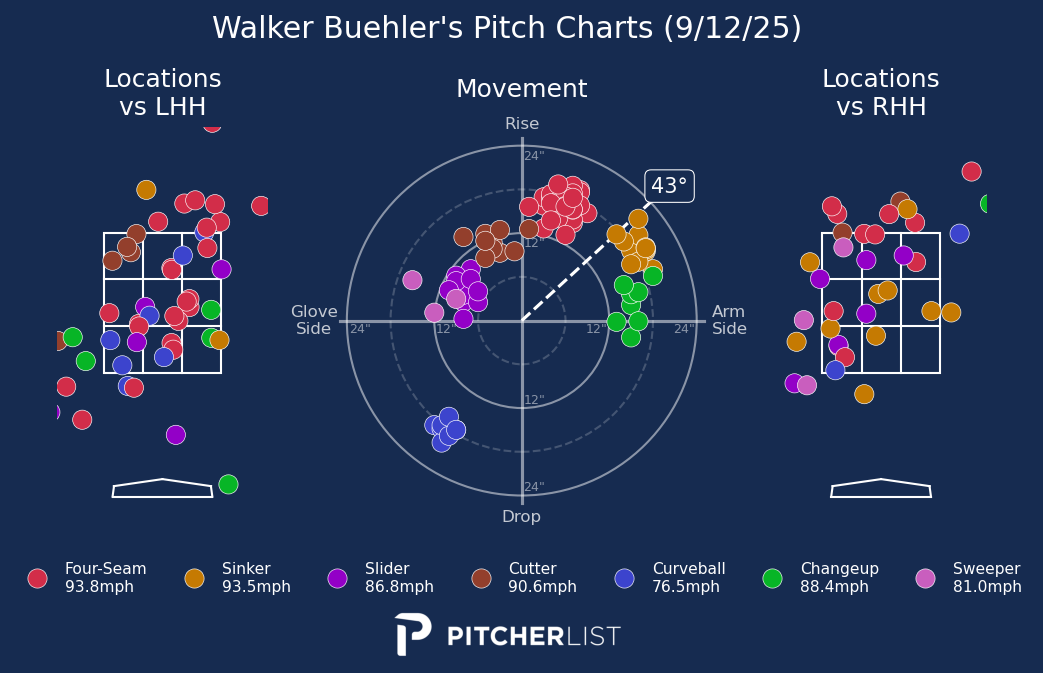 Walker Buehler's Pitch Charts (9/12/25)
Locations
vs LHH
Movement
Locations
vs RHH
Rise
24"
43°
12"
Glove
Side
24"
12"
12"
24"
Arm
Side
12"
24"
Drop
Four-Seam
93.8mph
Sinker
93.5mph
Slider
86.8mph
Cutter
90.6mph
Curveball
76.5mph
Changeup
88.4mph
Sweeper
81.0mph
PITCHERLIST